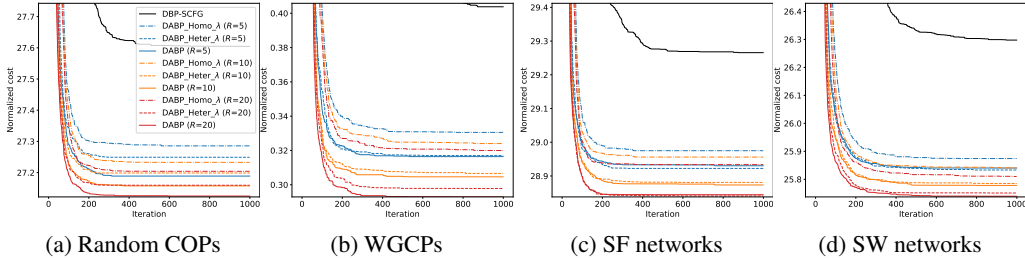 27.7
27.6
27.5
27.4
27.3
27.2
Normalized cost
DBP-SCFG
DABP_Homo_λ (R=5)
DABP_Heter_λ (R=5)
DABP (R=5)
DABP_Homo_λ (R=10)
DABP_Heter_λ (R=10)
DABP (R=10)
DABP_Homo_λ (R=20)
DABP_Heter_λ (R=20)
DABP (R=20)
0 200 400 600 800 1000
Iteration
(a) Random COPs
0.40
0.38
0.36
0.34
0.32
0.30
Normalized cost
0 200 400 600 800 1000
Iteration
(b) WGCPs
29.4
29.3
29.2
29.1
29.0
28.9
Normalized cost
0 200 400 600 800 1000
Iteration
(c) SF networks
26.4
26.3
26.2
26.1
26.0
25.9
25.8
Normalized cost
0 200 400 600 800 1000
Iteration
(d) SW networks